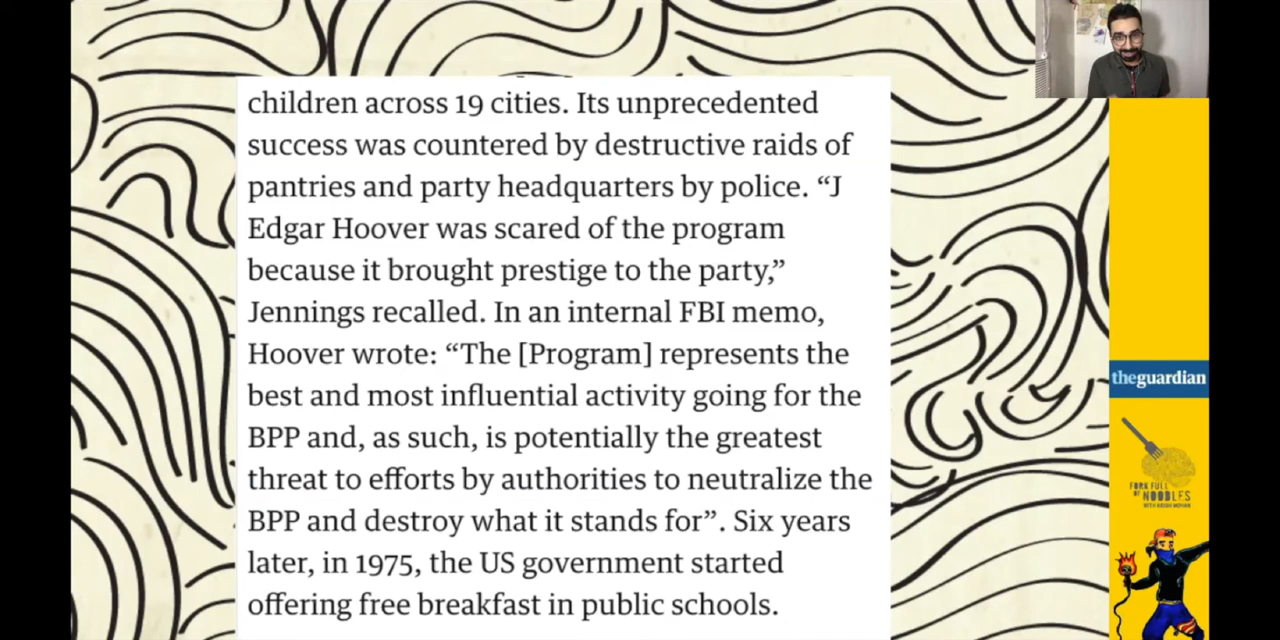 children across 19 cities. Its unprecedented
success was countered by destructive raids of
pantries and party headquarters by police. “J
Edgar Hoover was scared of the program
because it brought prestige to the party,”
Jennings recalled. In an internal FBI memo,
Hoover wrote: “The [Program] represents the
best and most influential activity going for the
BPP and, as such, is potentially the greatest
threat to efforts by authorities to neutralize the
BPP and destroy what it stands for”. Six years
later, in 1975, the US government started
offering free breakfast in public schools.
theguardian
FORK FULL
OF NOODLES